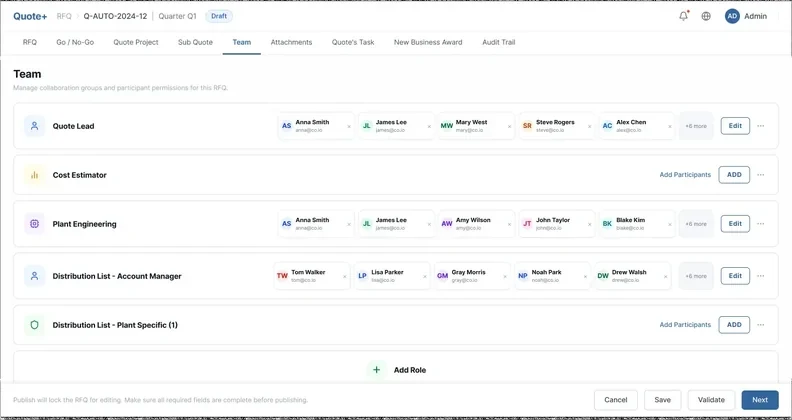 Quote+ RFQ Q-AUTO-2024-12 | Quarter Q1 Draft AD Admin
RFQ Go / No-Go Quote Project Sub Quote Team Attachments Quote's Task New Business Award Audit Trail
Team
Manage collaboration groups and participant permissions for this RFQ.
Quote Lead AS Anna Smith × JL James Lee × MW Mary West × SR Steve Rogers × AC Alex Chen × +8 more Edit ...
anna@co.io james@co.io mary@co.io steve@co.io alex@co.io
Cost Estimator Add Participants ADD ...
Plant Engineering AS Anna Smith × JL James Lee × AW Amy Wilson × JT John Taylor × BK Blake Kim × +6 more Edit ...
anna@co.io james@co.io amy@co.io john@co.io blake@co.io
Distribution List - Account Manager TW Tom Walker × LP Lisa Parker × GM Gray Morris × NP Noah Park × DW Drew Walsh × +8 more Edit ...
tom@co.io lisa@co.io gray@co.io noah@co.io drew@co.io
Distribution List - Plant Specific (1) Add Participants ADD ...
+ Add Role
Publish will lock the RFQ for editing. Make sure all required fields are complete before publishing. Cancel Save Validate Next